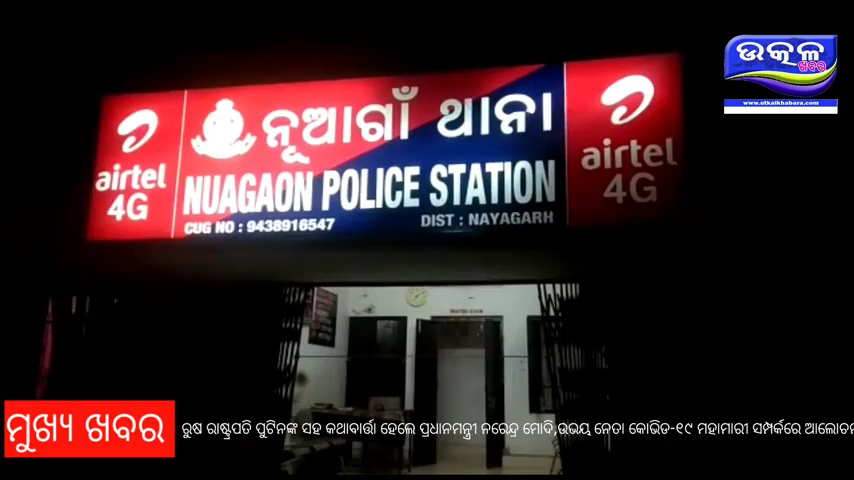 ଉତ୍କଳ
ଖବର
www.utkalkhabara.com
airtel
4G
ନୂଆଗାଁ ଥାନା
NUAGAON POLICE STATION
CUG NO : 9438916547
DIST : NAYAGARH
airtel
4G
ମୁଖ୍ୟ ଖବର
ରୁଷ ରାଷ୍ଟ୍ରପତି ପୁଟିନଙ୍କ ସହ କଥାବାର୍ତ୍ତା ହେଲେ ପ୍ରଧାନମନ୍ତ୍ରୀ ନରେନ୍ଦ୍ର ମୋଦି,ଉଭୟ ନେତା କୋଭିଡ-୧୯ ମହାମାରୀ ସମ୍ପର୍କରେ